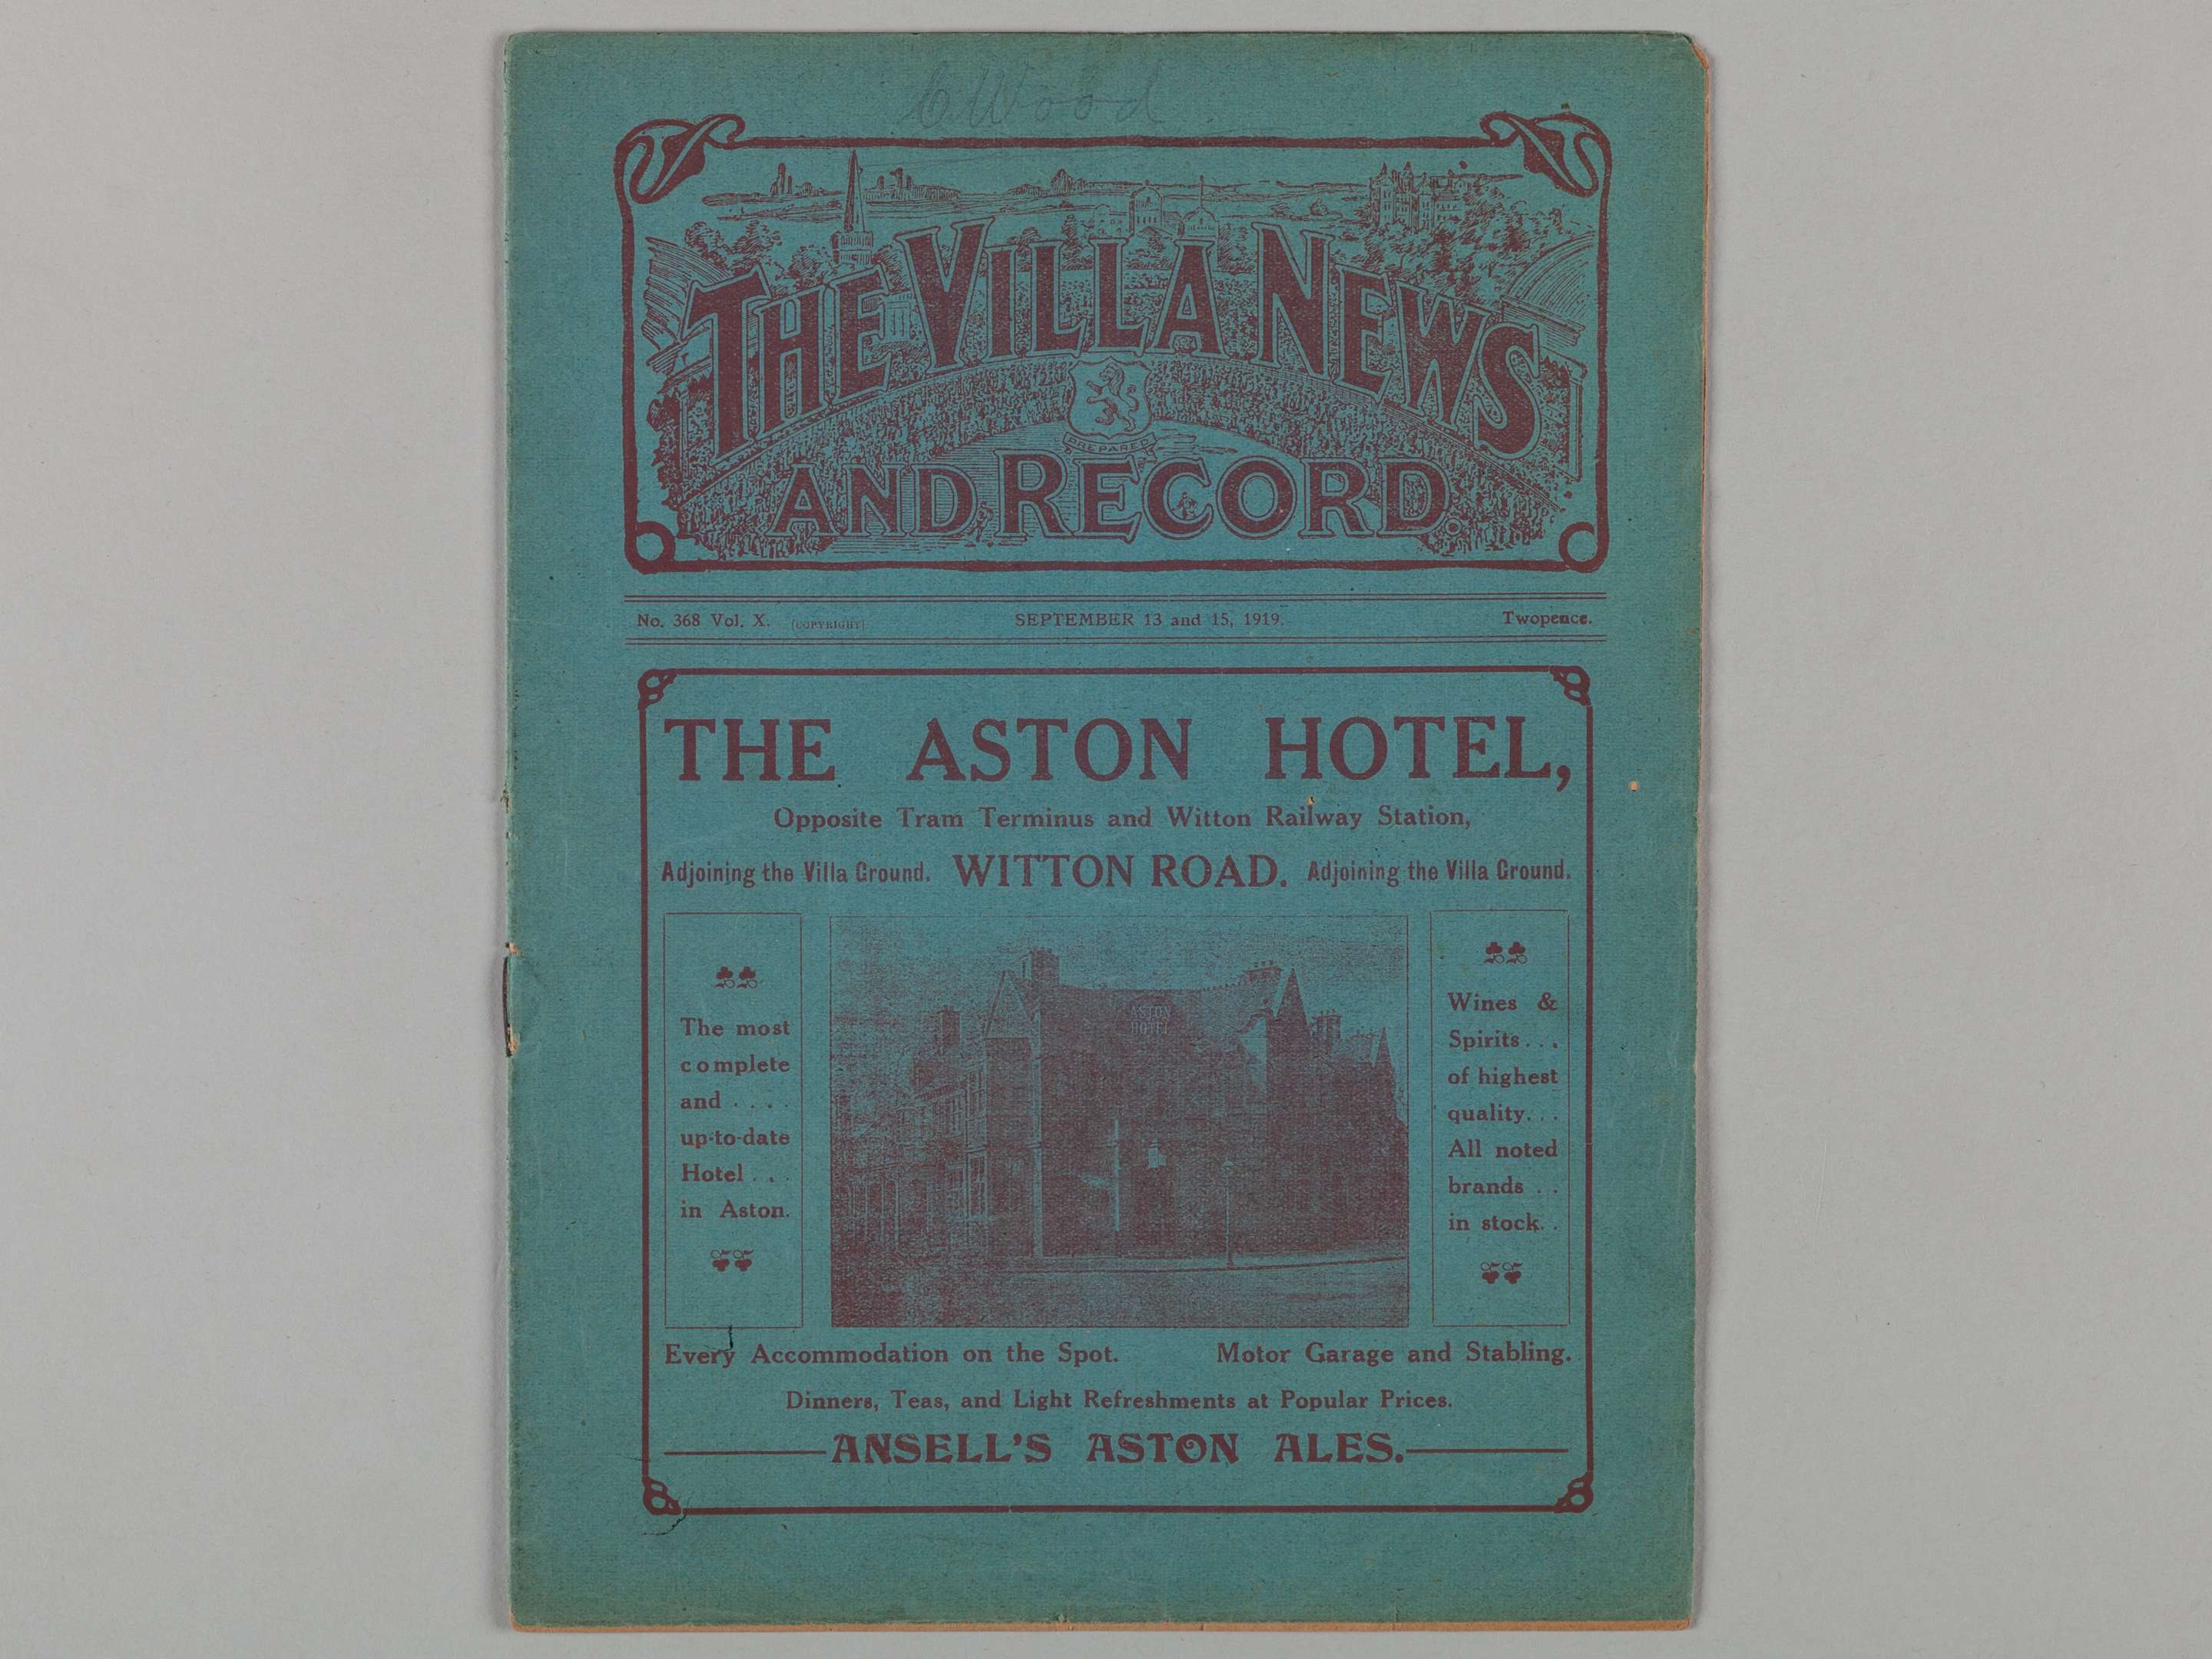 C Wood
THE VILLA NEWS
PREPARED
AND RECORD.
No. 368 Vol. X. (COPYRIGHT) SEPTEMBER 13 and 15, 1919. Twopence.
THE ASTON HOTEL,
Opposite Tram Terminus and Witton Railway Station,
Adjoining the Villa Ground. WITTON ROAD. Adjoining the Villa Ground.
The most
complete
and . . . .
up-to-date
Hotel . . .
in Aston.
ASTON
HOTEL
Wines &
Spirits . . .
of highest
quality. . .
All noted
brands . .
in stock. .
Every Accommodation on the Spot. Motor Garage and Stabling.
Dinners, Teas, and Light Refreshments at Popular Prices.
ANSELL'S ASTON ALES.